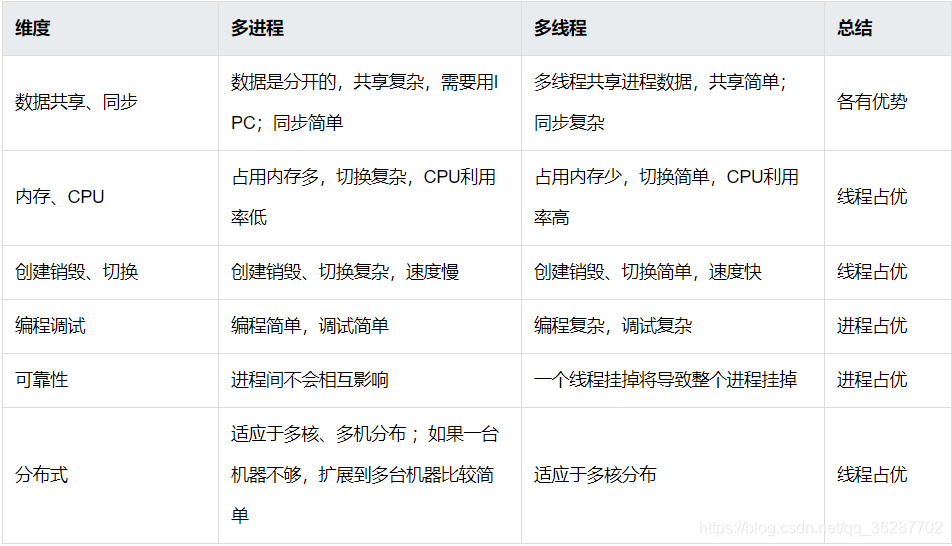 维度 多进程 多线程 总结
数据共享、同步 数据是分开的，共享复杂，需要用I 多线程共享进程数据，共享简单； 各有优势
PC；同步简单 同步复杂
内存、CPU 占用内存多，切换复杂，CPU利用 占用内存少，切换简单，CPU利用 线程占优
率低 率高
创建销毁、切换 创建销毁、切换复杂，速度慢 创建销毁、切换简单，速度快 线程占优
编程调试 编程简单，调试简单 编程复杂，调试复杂 进程占优
可靠性 进程间不会相互影响 一个线程挂掉将导致整个进程挂掉 进程占优
分布式 适应于多核、多机分布 ；如果一台 适应于多核分布 线程占优
机器不够，扩展到多台机器比较简
单
https://blog.csdn.net/qq_36287702